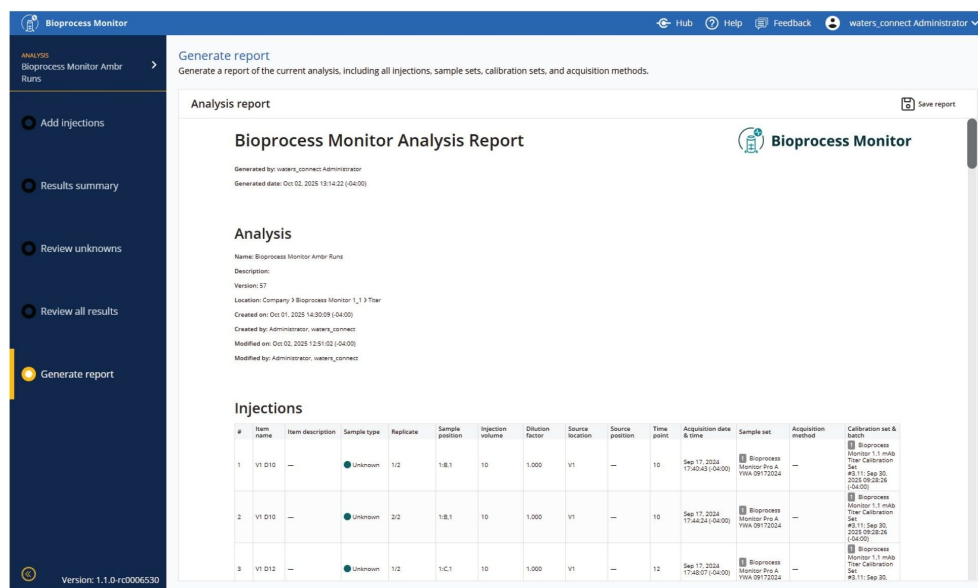 Bioprocess Monitor
Hub Help Feedback waters_connect Administrator
ANALYSIS
Bioprocess Monitor Ambr
Runs
Add injections
Results summary
Review unknowns
Review all results
Generate report
Version: 1.1.0-rc0006530
Generate report
Generate a report of the current analysis, including all injections, sample sets, calibration sets, and acquisition methods.
Analysis report
Save report
Bioprocess Monitor Analysis Report
Bioprocess Monitor
Generated by: waters_connect Administrator
Generated date: Oct 02, 2025 13:14:22 (-04:00)
Analysis
Name: Bioprocess Monitor Ambr Runs
Description:
Version: 57
Location: Company > Bioprocess Monitor 1_1 > Titer
Created on: Oct 01, 2025 14:30:09 (-04:00)
Created by: Administrator, waters_connect
Modified on: Oct 02, 2025 12:51:02 (-04:00)
Modified by: Administrator, waters_connect
Injections
# Item name Item description Sample type Replicate Sample position Injection volume Dilution factor Source location Source position Time point Acquisition date & time Sample set Acquisition method Calibration set & batch
1 V1 D10 — Unknown 1/2 1:B,1 10 1.000 V1 — 10 Sep 17, 2024 17:40:43 (-04:00) 1 Bioprocess Monitor Pro A YWA 09172024 — 1 Bioprocess Monitor 1.1 mAb Titer Calibration Set #3.11; Sep 30, 2025 09:28:26 (-04:00)
2 V1 D10 — Unknown 2/2 1:B,1 10 1.000 V1 — 10 Sep 17, 2024 17:44:24 (-04:00) 1 Bioprocess Monitor Pro A YWA 09172024 — 1 Bioprocess Monitor 1.1 mAb Titer Calibration Set #3.11; Sep 30, 2025 09:28:26 (-04:00)
3 V1 D12 — Unknown 1/2 1:C,1 10 1.000 V1 — 12 Sep 17, 2024 17:48:07 (-04:00) 1 Bioprocess Monitor Pro A YWA 09172024 — 1 Bioprocess Monitor 1.1 mAb Titer Calibration Set #3.11; Sep 30,